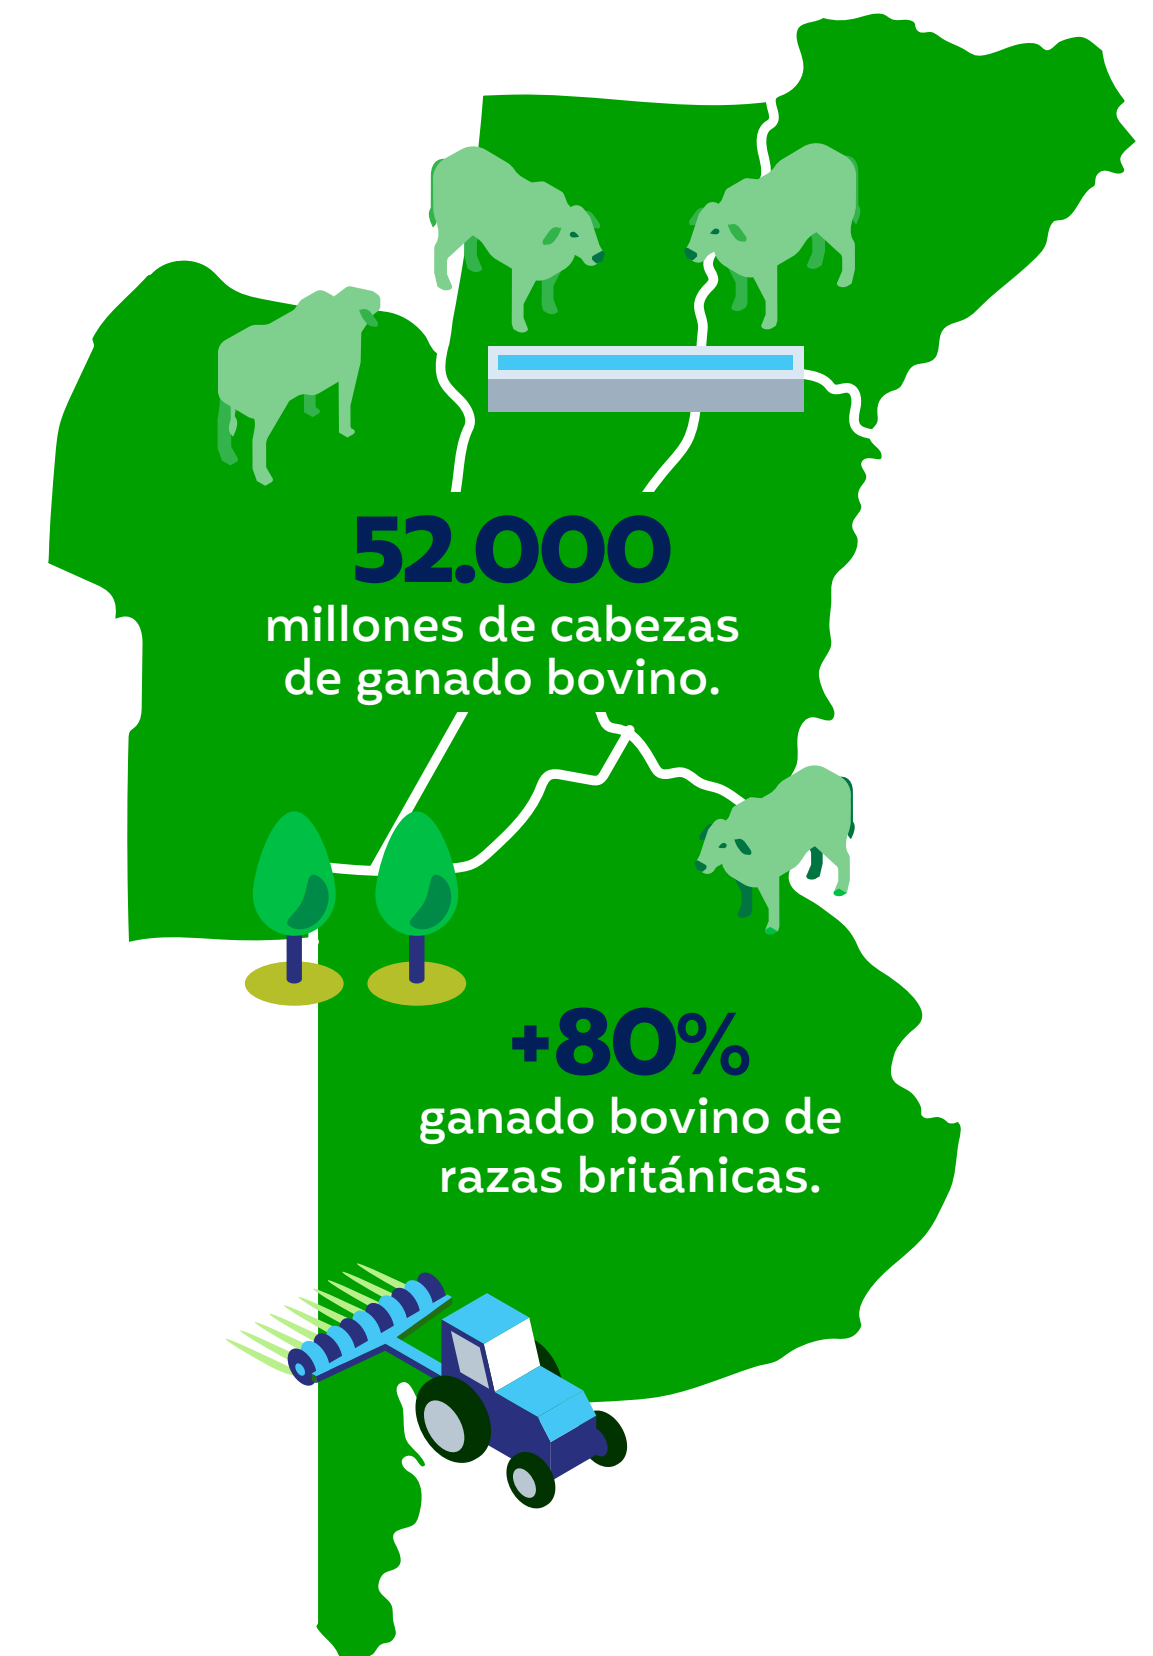 52.000
millones de cabezas
de ganado bovino.
+80%
ganado bovino de
razas británicas.